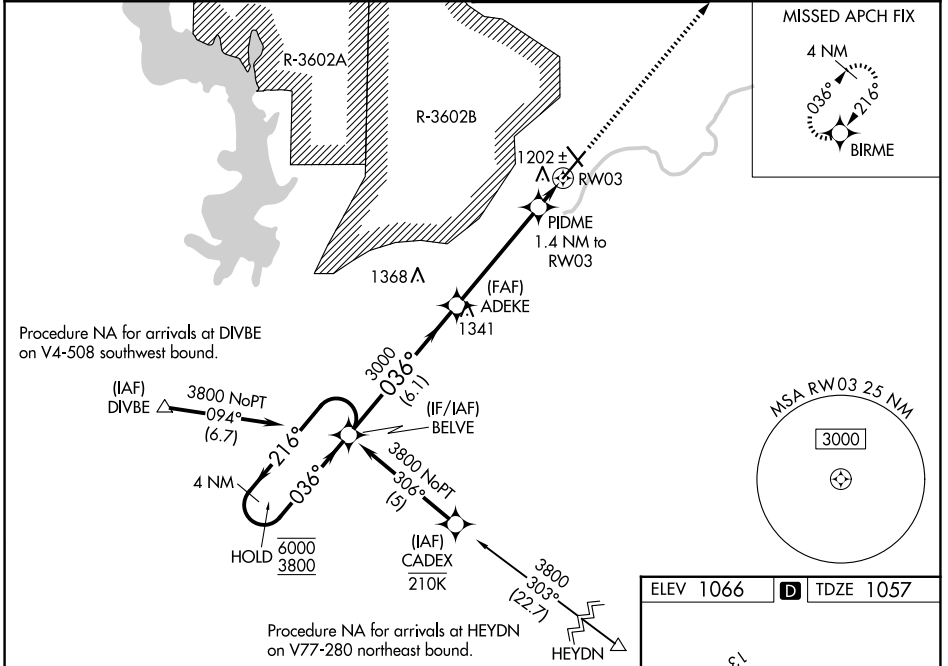 MISSED APCH FIX
4 NM
036°
216°
BIRME
R-3602A
R-3602B
1202 ±
RW03
PIDME
1.4 NM to
RW03
1368
(FAF)
ADEKE
1341
Procedure NA for arrivals at DIVBE
on V4-508 southwest bound.
(IAF)
DIVBE
3800 NoPT
094°
(6.7)
3000
036°
(6.1)
(IF/IAF)
BELVE
216°
036°
4 NM
HOLD
6000
3800
3800 NoPT
306°
(5)
(IAF)
CADEX
210K
3800
303°
(22.7)
HEYDN
Procedure NA for arrivals at HEYDN
on V77-280 northeast bound.
MSA RW03 25 NM
3000
ELEV 1066
D
TDZE 1057